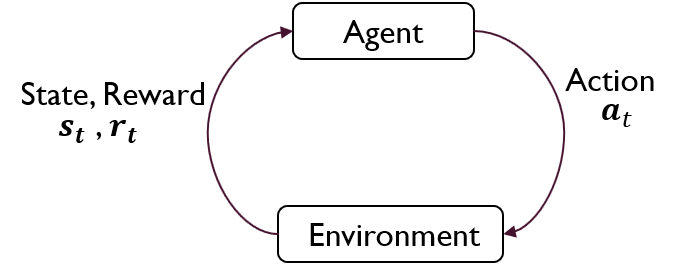 Agent
State, Reward
s_t , r_t
Action
a_t
Environment